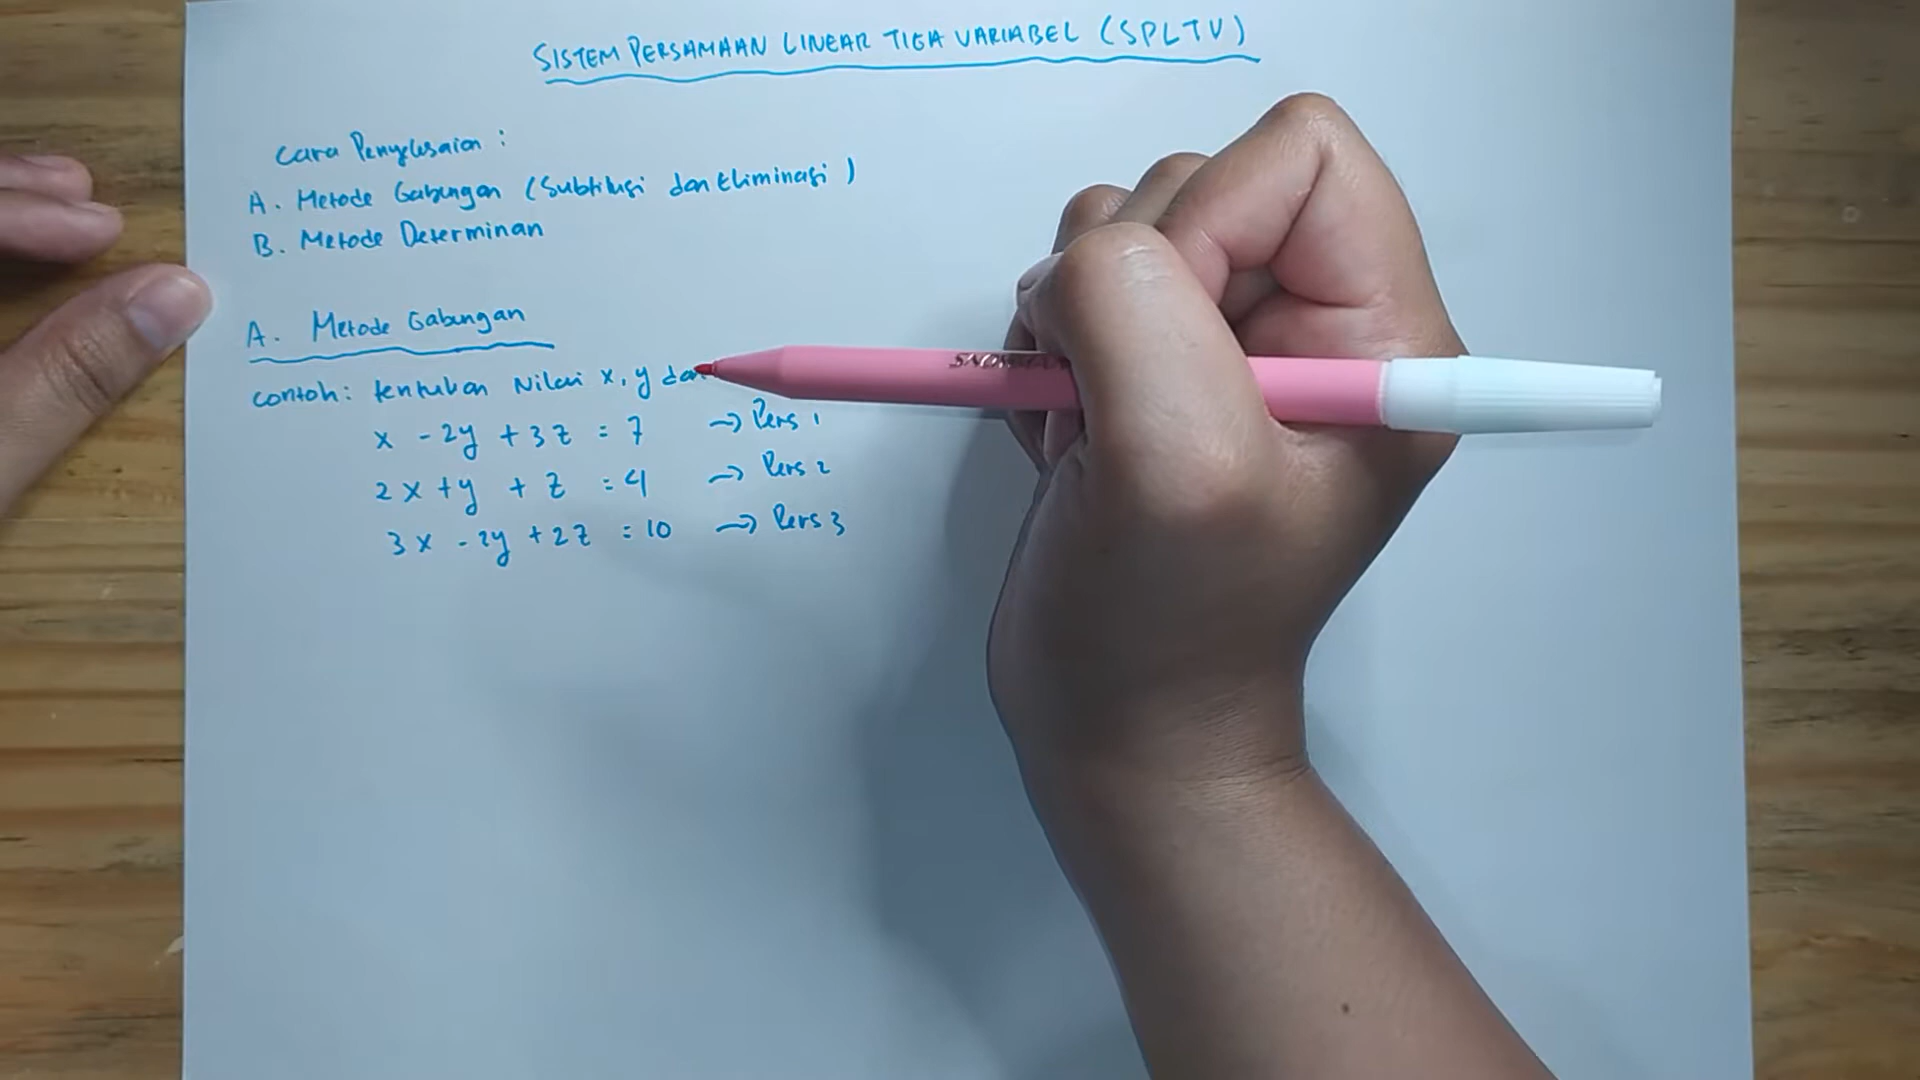 SISTEM PERSAMAAN LINEAR TIGA VARIABEL (SPLTV)
Cara Penyelesaian :
A. Metode Gabungan (Subtitusi dan Eliminasi)
B. Metode Determinan
A. Metode Gabungan
Contoh: tentukan Nilai x, y dan
x - 2y + 3z = 7 → Pers 1
2x + y + z = 4 → Pers 2
3x - 2y + 2z = 10 → Pers 3